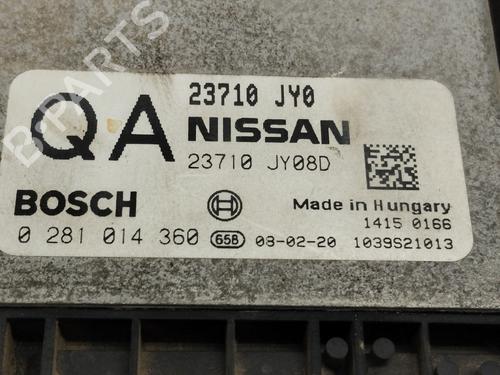 B-PARTS
23710 JY0
QA NISSAN
23710 JY08D
BOSCH
Made in Hungary
1415 0166
0 281 014 360 65B 08-02-20 1039S21013